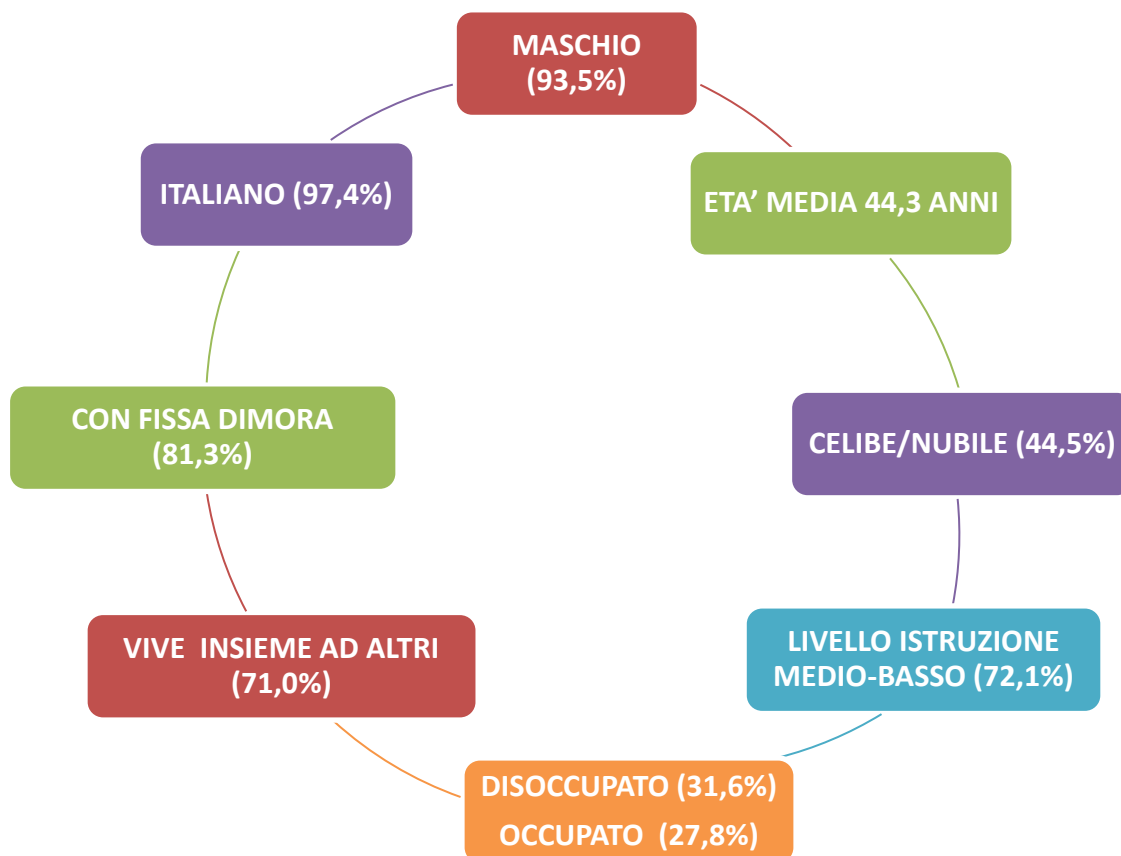 MASCHIO
(93,5%)
ETA’ MEDIA 44,3 ANNI
CELIBE/NUBILE (44,5%)
LIVELLO ISTRUZIONE
MEDIO-BASSO (72,1%)
DISOCCUPATO (31,6%)
OCCUPATO (27,8%)
VIVE INSIEME AD ALTRI
(71,0%)
CON FISSA DIMORA
(81,3%)
ITALIANO (97,4%)